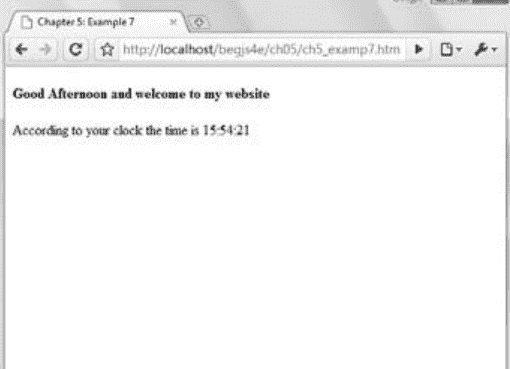 Chapter 5: Example 7
http://localhost/begjs4e/ch05/ch5_examp7.htm
Good Afternoon and welcome to my website
According to your clock the time is 15:54:21